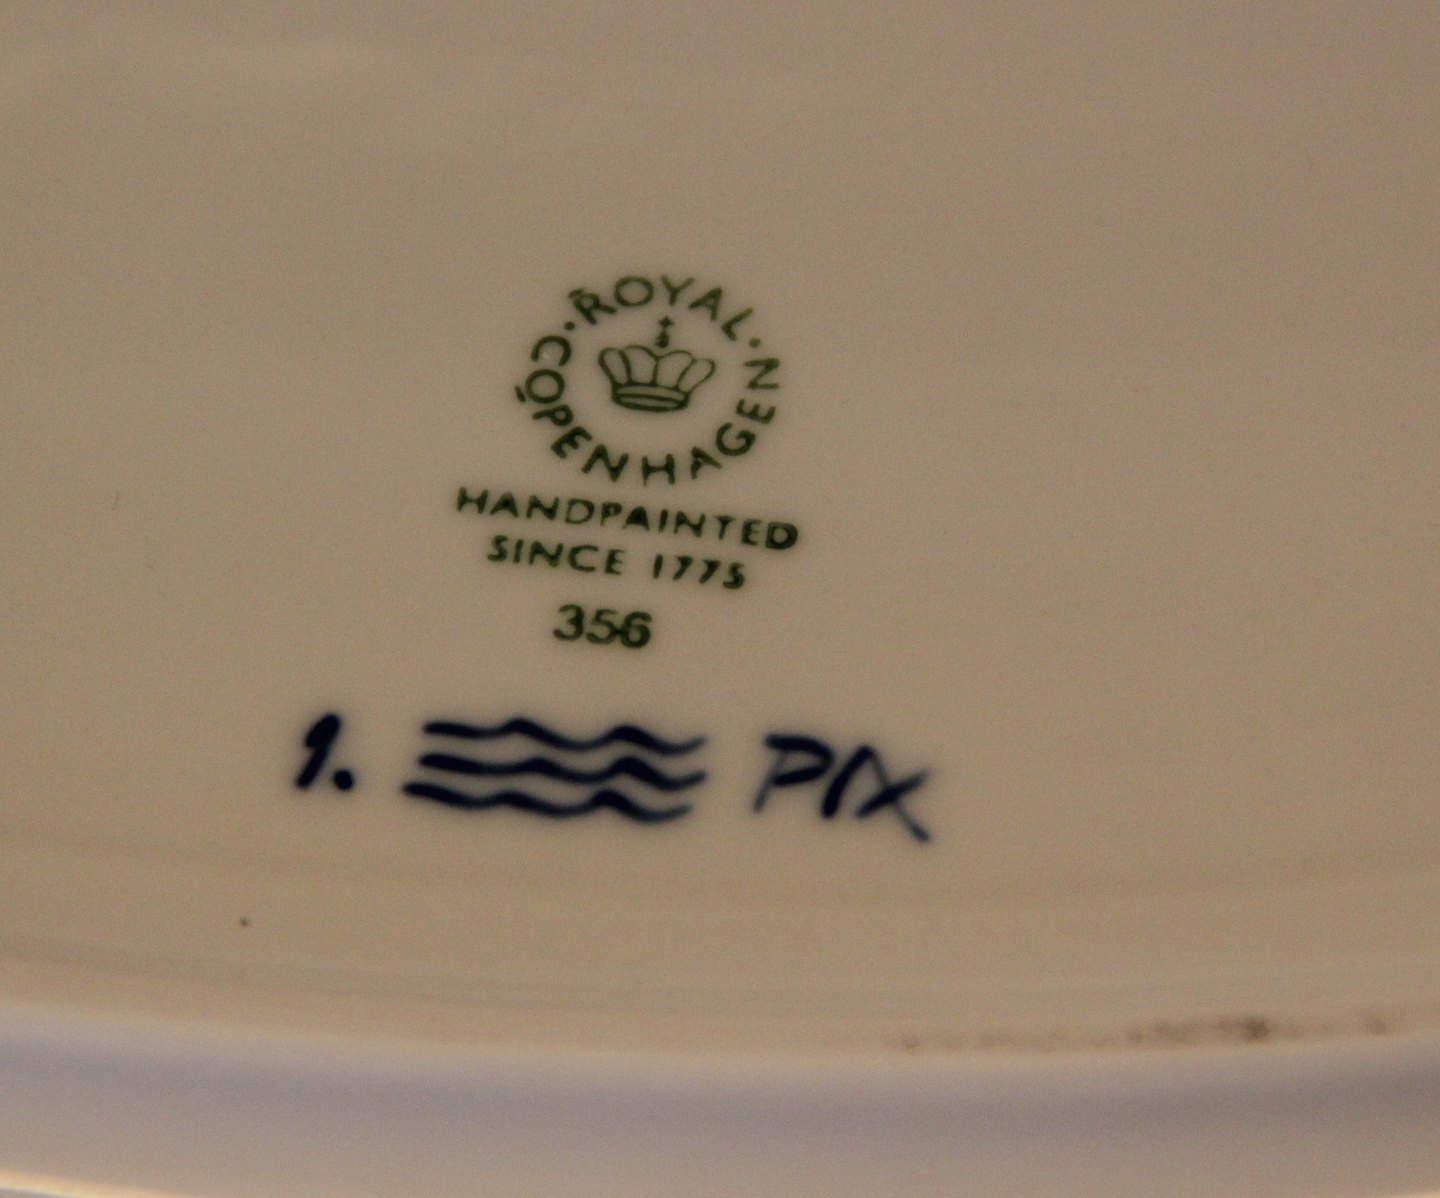 ROYAL
COPENHAGEN
HANDPAINTED
SINCE 1775
356
1. PIX